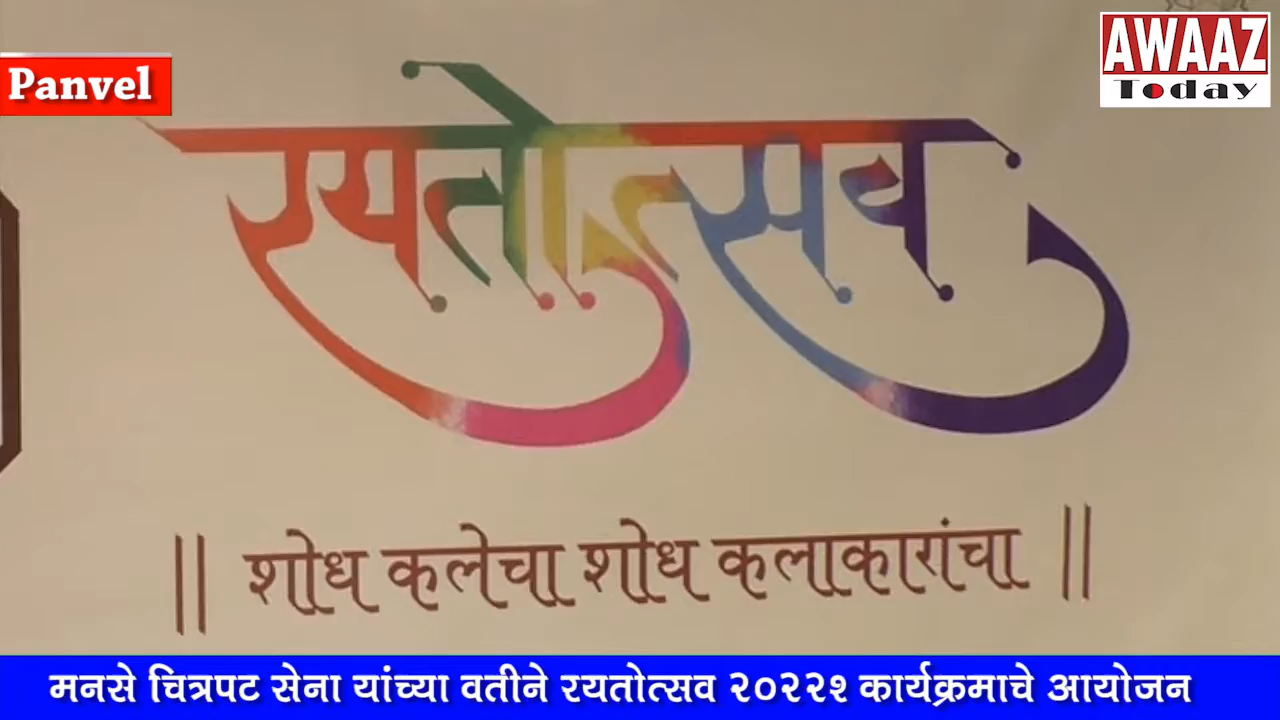 AWAAZ
Today
Panvel
रयतोत्सव
|| शोध कलेचा शोध कलाकारांचा ||
मनसे चित्रपट सेना यांच्या वतीने रयतोत्सव २०२२१ कार्यक्रमाचे आयोजन